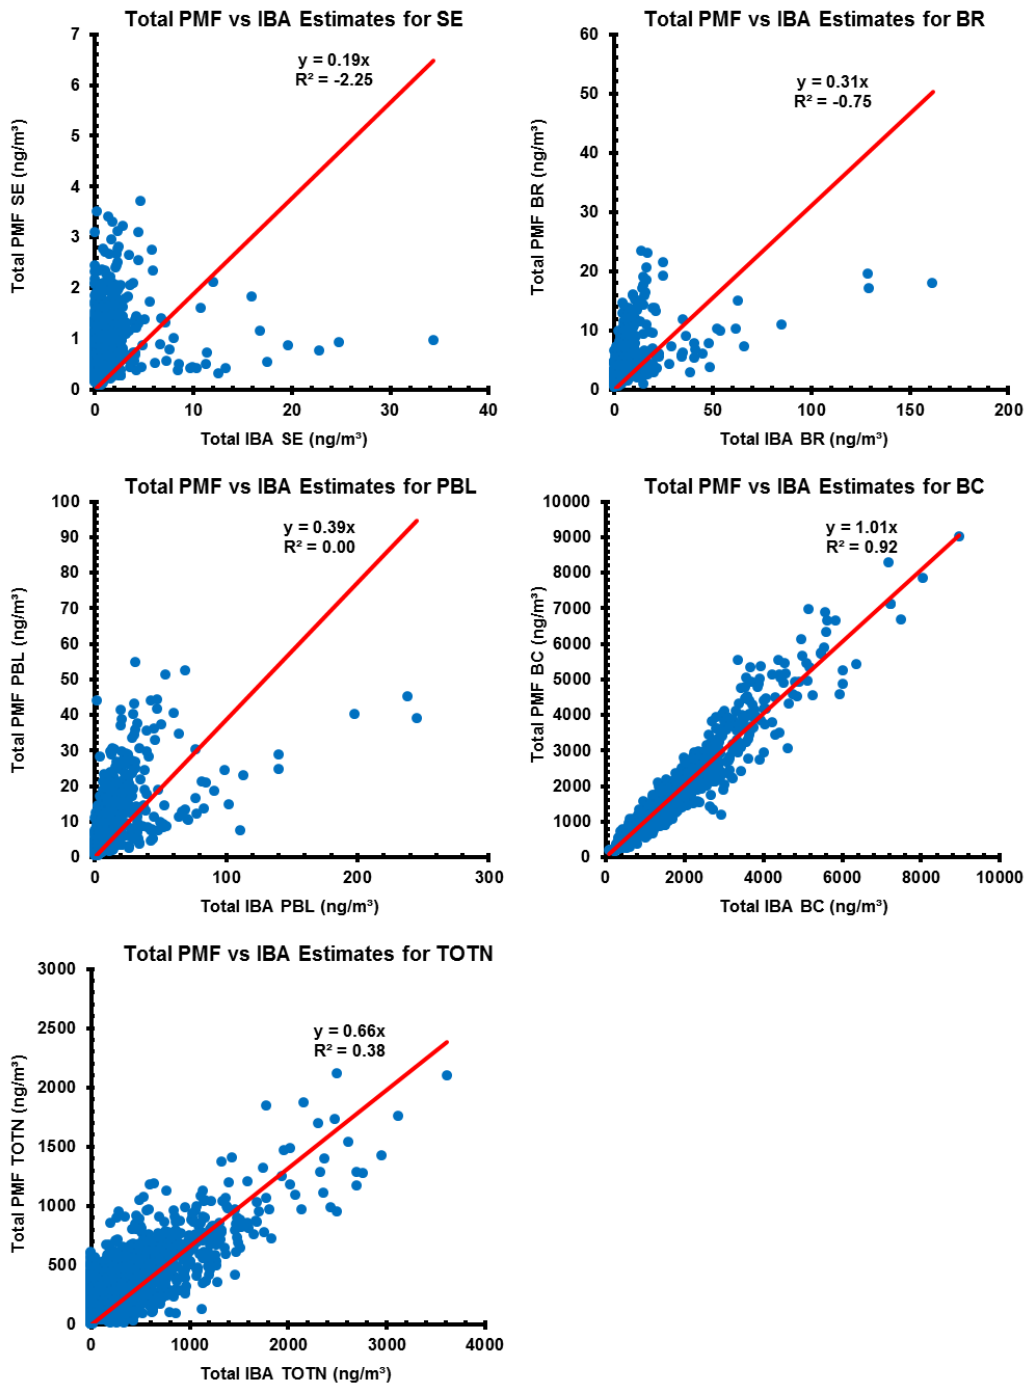 Total PMF vs IBA Estimates for SE
y = 0.19x
R² = -2.25
Total PMF SE (ng/m³)
7
6
5
4
3
2
1
0
0 10 20 30 40
Total IBA SE (ng/m³)
Total PMF vs IBA Estimates for BR
y = 0.31x
R² = -0.75
Total PMF BR (ng/m³)
60
50
40
30
20
10
0
0 50 100 150 200
Total IBA BR (ng/m³)
Total PMF vs IBA Estimates for PBL
y = 0.39x
R² = 0.00
Total PMF PBL (ng/m³)
100
90
80
70
60
50
40
30
20
10
0
0 100 200 300
Total IBA PBL (ng/m³)
Total PMF vs IBA Estimates for BC
y = 1.01x
R² = 0.92
Total PMF BC (ng/m³)
10000
9000
8000
7000
6000
5000
4000
3000
2000
1000
0
0 2000 4000 6000 8000 10000
Total IBA BC (ng/m³)
Total PMF vs IBA Estimates for TOTN
y = 0.66x
R² = 0.38
Total PMF TOTN (ng/m³)
3000
2500
2000
1500
1000
500
0
0 1000 2000 3000 4000
Total IBA TOTN (ng/m³)